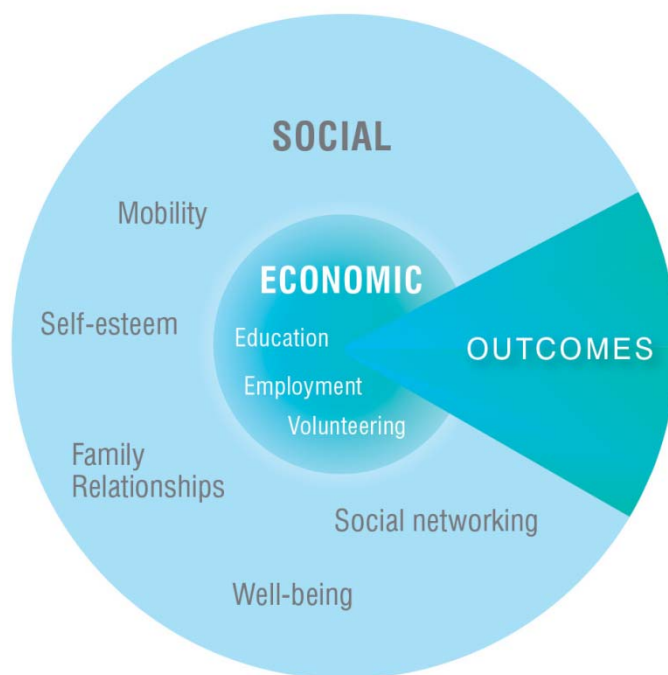 SOCIAL
Mobility
ECONOMIC
Self-esteem
Education
OUTCOMES
Employment
Volunteering
Family
Relationships
Social networking
Well-being